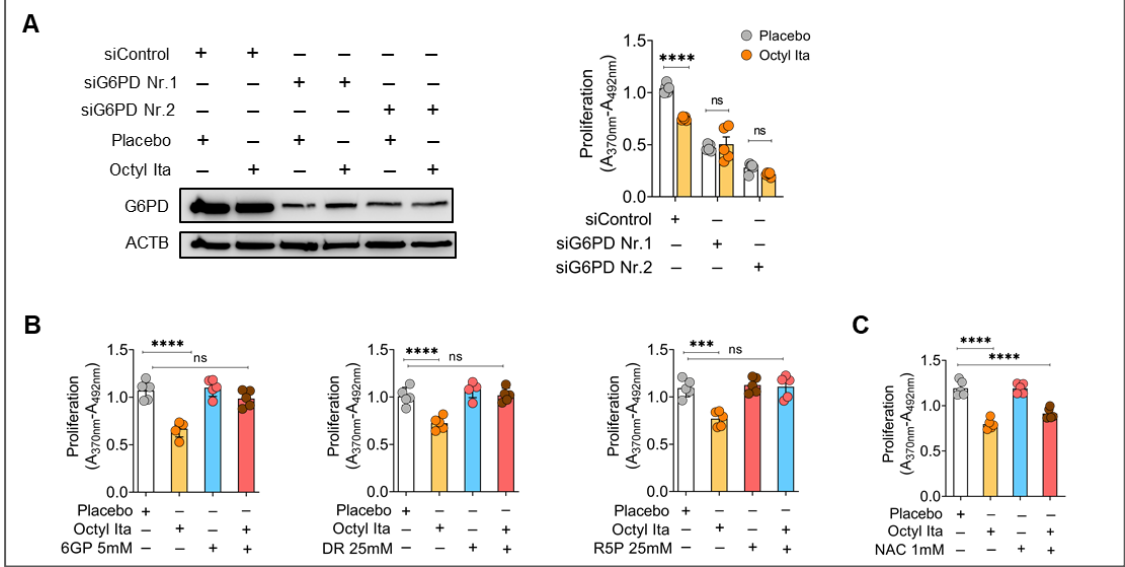 A
siControl + + – – – –
siG6PD Nr.1 – – + + – –
siG6PD Nr.2 – – – – + +
Placebo + – + – + –
Octyl Ita – + – + – +
G6PD
ACTB
Placebo
Octyl Ita
Proliferation
(A370nm-A492nm)
1.5
1.0
0.5
0.0
****
ns
ns
siControl + – –
siG6PD Nr.1 – + –
siG6PD Nr.2 – – +
B
Proliferation
(A370nm-A492nm)
1.5
1.0
0.5
0.0
****
ns
Placebo + – – –
Octyl Ita – + – +
6GP 5mM – – + +
Proliferation
(A370nm-A492nm)
1.5
1.0
0.5
0.0
****
ns
Placebo + – – –
Octyl Ita – + – +
DR 25mM – – + +
Proliferation
(A370nm-A492nm)
1.5
1.0
0.5
0.0
***
ns
Placebo + – – –
Octyl Ita – + – +
R5P 25mM – – + +
C
Proliferation
(A370nm-A492nm)
1.5
1.0
0.5
0.0
****
****
Placebo + – – –
Octyl Ita – + – +
NAC 1mM – – + +